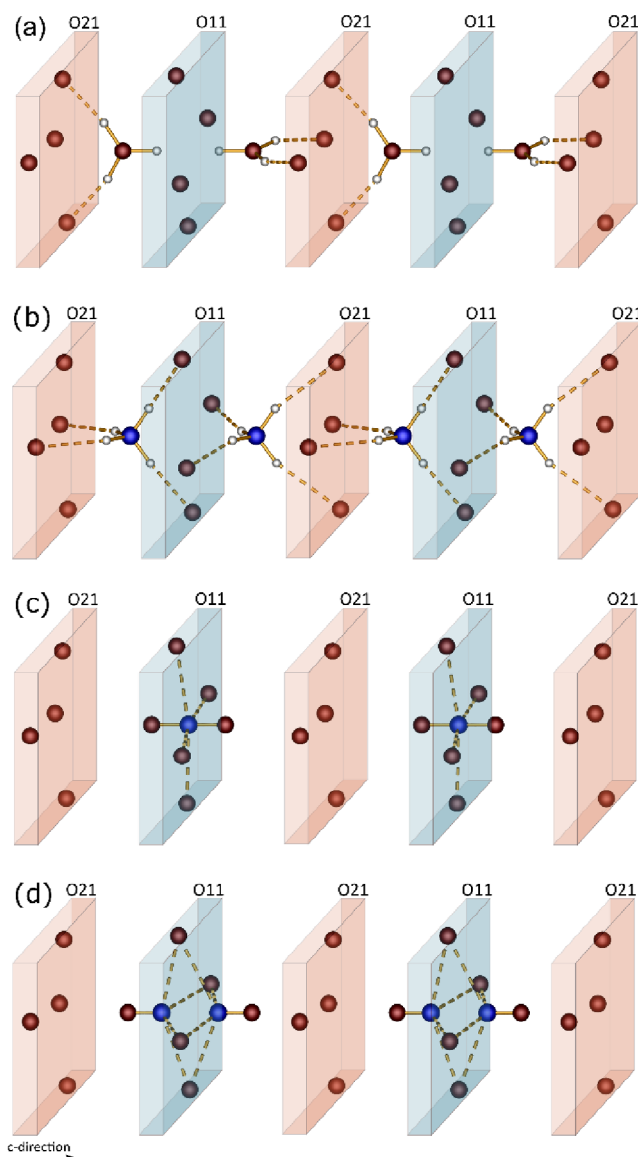 (a) O21 O11 O21 O11 O21
(b) O21 O11 O21 O11 O21
(c) O21 O11 O21 O11 O21
(d) O21 O11 O21 O11 O21
c-direction